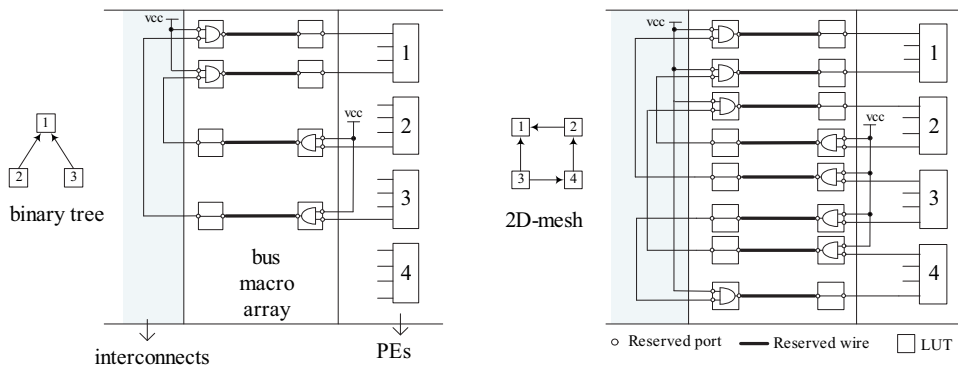 vcc
1
2
vcc
3
4
1
2
3
binary tree
bus
macro
array
interconnects
PEs
vcc
1
2
vcc
3
4
1
2
3
4
2D-mesh
Reserved port
Reserved wire
LUT